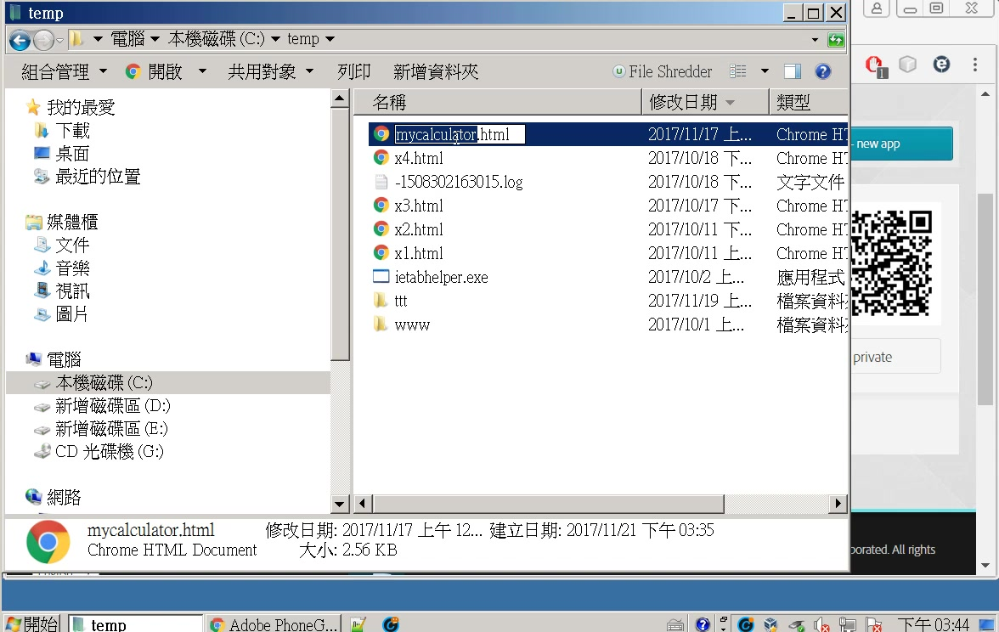 temp
電腦 本機磁碟 (C:) temp
組合管理 開啟 共用對象 列印 新增資料夾 File Shredder
我的最愛
下載
桌面
最近的位置
媒體櫃
文件
音樂
視訊
圖片
電腦
本機磁碟 (C:)
新增磁碟區 (D:)
新增磁碟區 (E:)
CD 光碟機 (G:)
網路
名稱 修改日期 類型
mycalculator.html 2017/11/17 上... Chrome HT
x4.html 2017/10/18 下... Chrome HT
-1508302163015.log 2017/10/18 下... 文字文件
x3.html 2017/10/17 下... Chrome HT
x2.html 2017/10/11 下... Chrome HT
x1.html 2017/10/11 上... Chrome HT
ietabhelper.exe 2017/10/2 上... 應用程式
ttt 2017/11/19 上... 檔案資料夾
www 2017/10/1 上... 檔案資料夾
mycalculator.html 修改日期: 2017/11/17 上午 12... 建立日期: 2017/11/21 下午 03:35
Chrome HTML Document 大小: 2.56 KB
1
new app
private
porated. All rights
開始 temp Adobe PhoneG... 下午 03:44